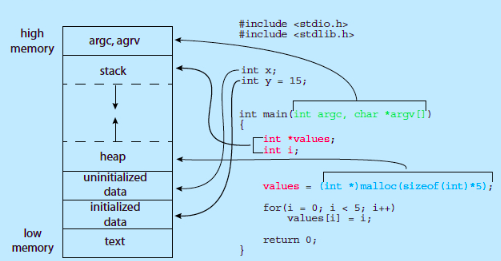 high
memory
argc, agrv
stack
heap
uninitialized
data
initialized
data
low
memory
text
#include <stdio.h>
#include <stdlib.h>
int x;
int y = 15;
int main(int argc, char *argv[])
{
int *values;
int i;
values = (int *)malloc(sizeof(int)*5);
for(i = 0; i < 5; i++)
values[i] = i;
return 0;
}